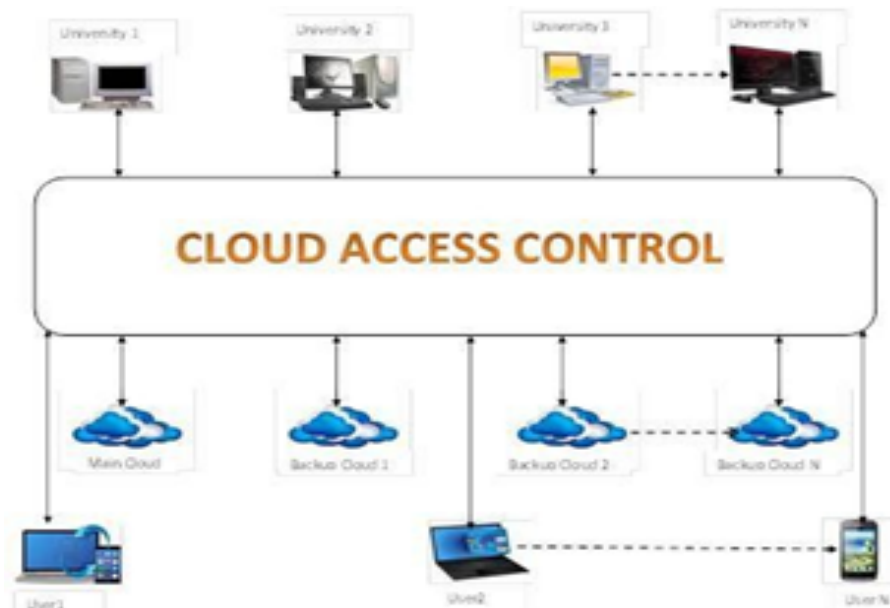 University 1
University 2
University 3
University N
CLOUD ACCESS CONTROL
Main Cloud
Backup Cloud 1
Backup Cloud 2
Backup Cloud N
User1
User2
User N